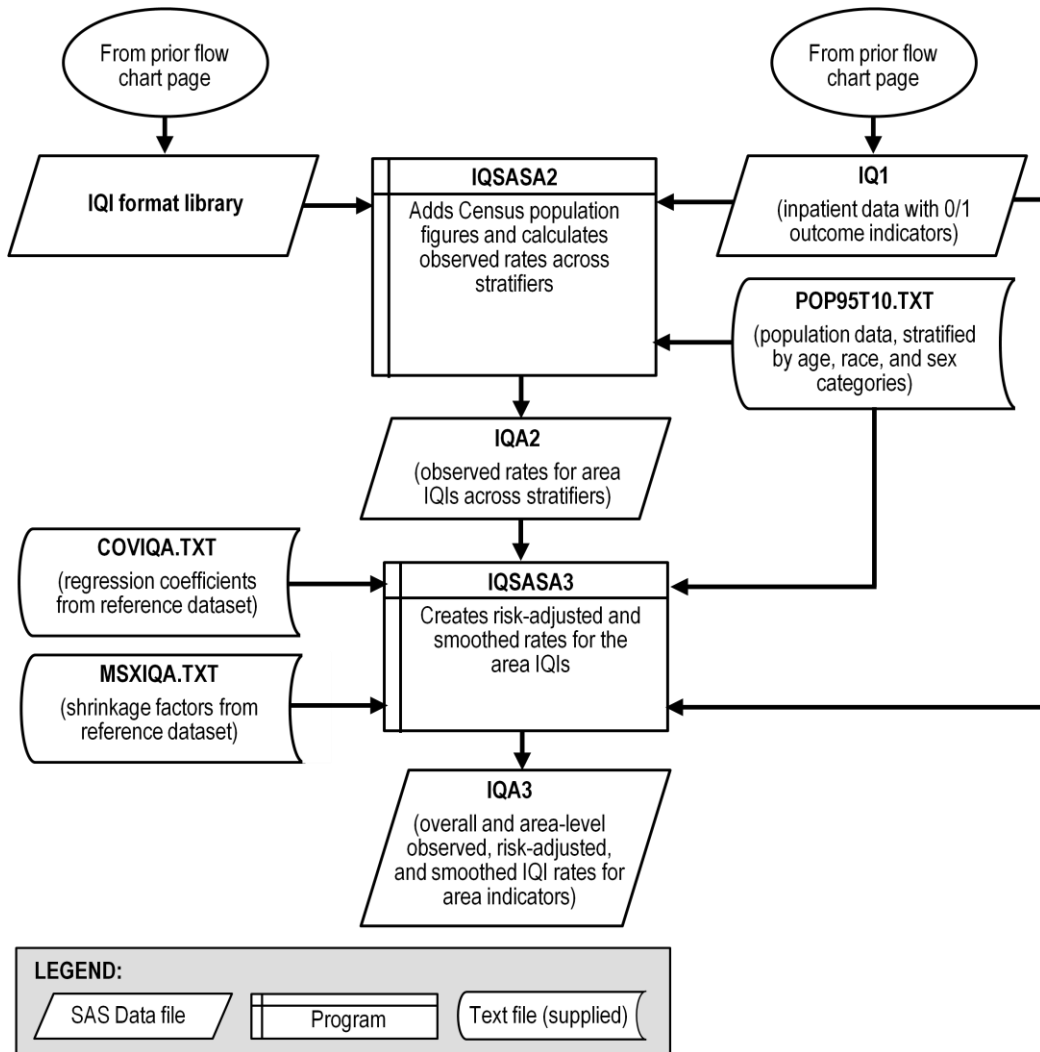 From prior flow
chart page
From prior flow
chart page
IQI format library
IQSASA2
Adds Census population
figures and calculates
observed rates across
stratifiers
IQ1
(inpatient data with 0/1
outcome indicators)
POP95T10.TXT
(population data, stratified
by age, race, and sex
categories)
IQA2
(observed rates for area
IQIs across stratifiers)
COVIQA.TXT
(regression coefficients
from reference dataset)
IQSASA3
Creates risk-adjusted and
smoothed rates for the
area IQIs
MSXIQA.TXT
(shrinkage factors from
reference dataset)
IQA3
(overall and area-level
observed, risk-adjusted,
and smoothed IQI rates for
area indicators)
LEGEND:
SAS Data file
Program
Text file (supplied)